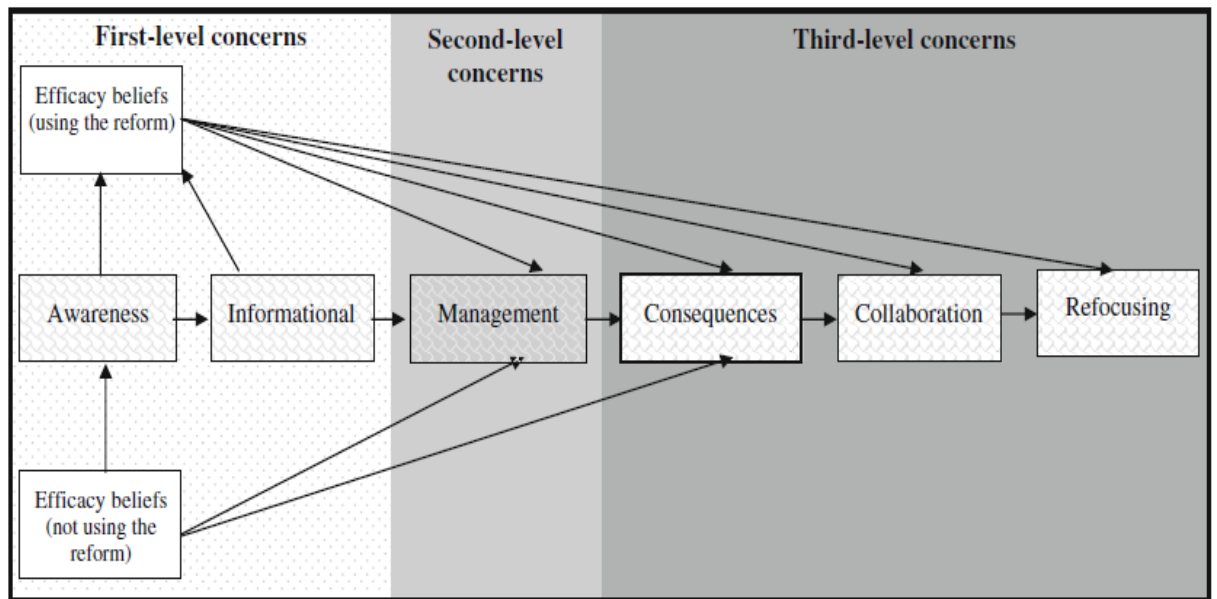 First-level concerns
Second-level
concerns
Third-level concerns
Efficacy beliefs
(using the reform)
Awareness
Informational
Management
Consequences
Collaboration
Refocusing
Efficacy beliefs
(not using the
reform)